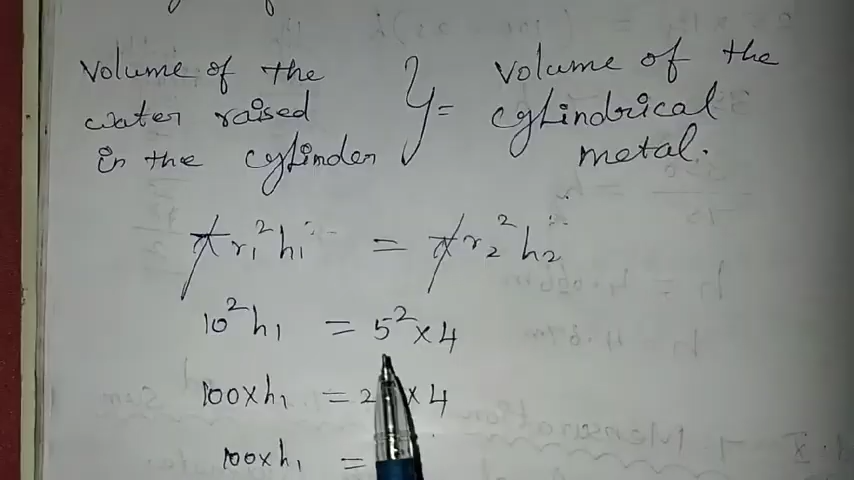 Volume of the
water raised
in the cylinder
} =
Volume of the
cylindrical
metal.
πr₁²h₁ = πr₂²h₂
10²h₁ = 5²×4
100×h₁ = 2 ×4
100×h₁ =